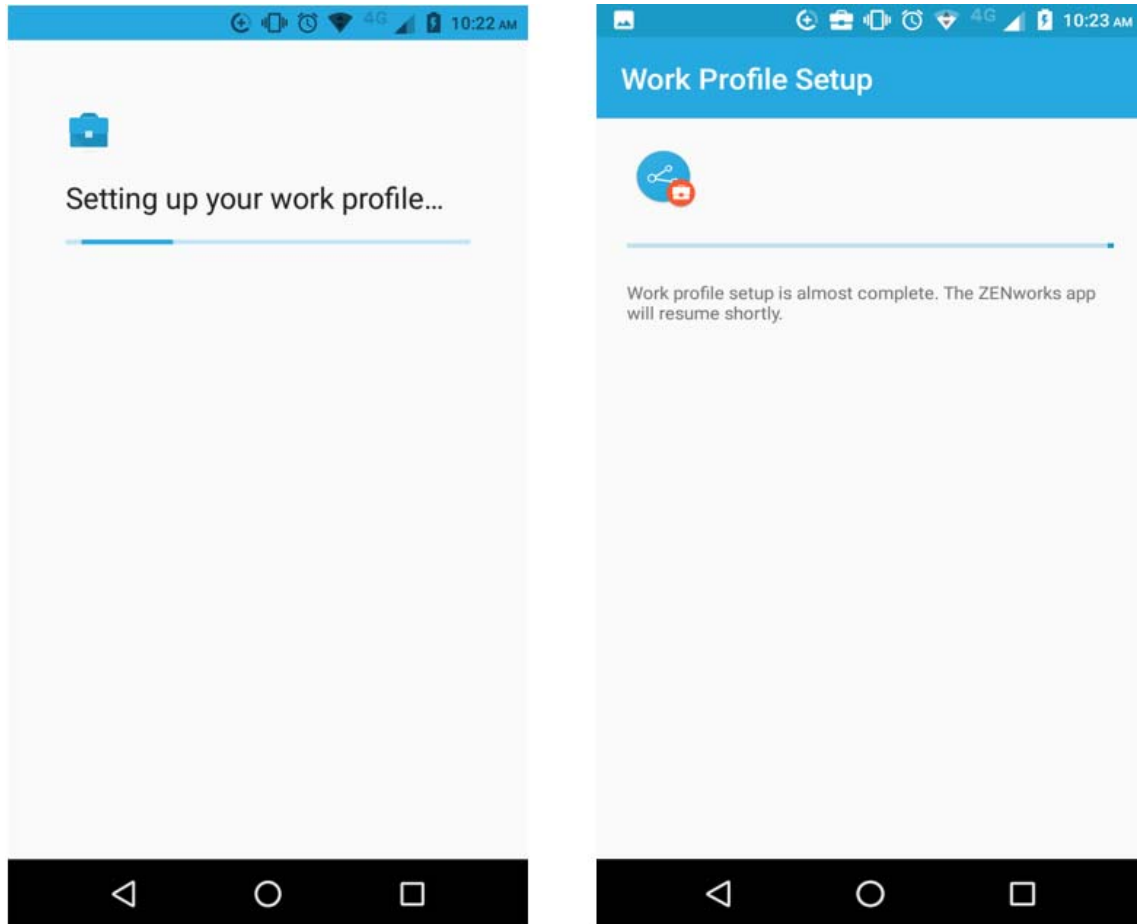 4G 10:22 AM
Setting up your work profile...
4G 10:23 AM
Work Profile Setup
Work profile setup is almost complete. The ZENworks app
will resume shortly.